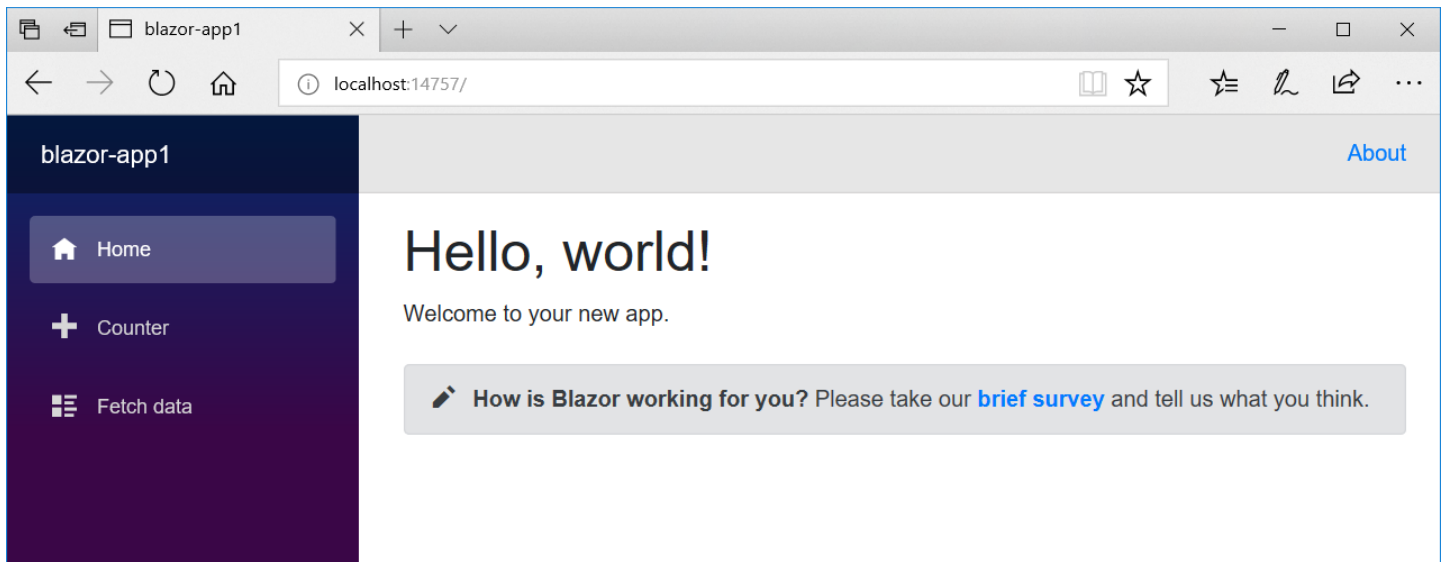 blazor-app1
localhost:14757/
blazor-app1
About
Home
Hello, world!
Welcome to your new app.
Counter
Fetch data
How is Blazor working for you? Please take our brief survey and tell us what you think.